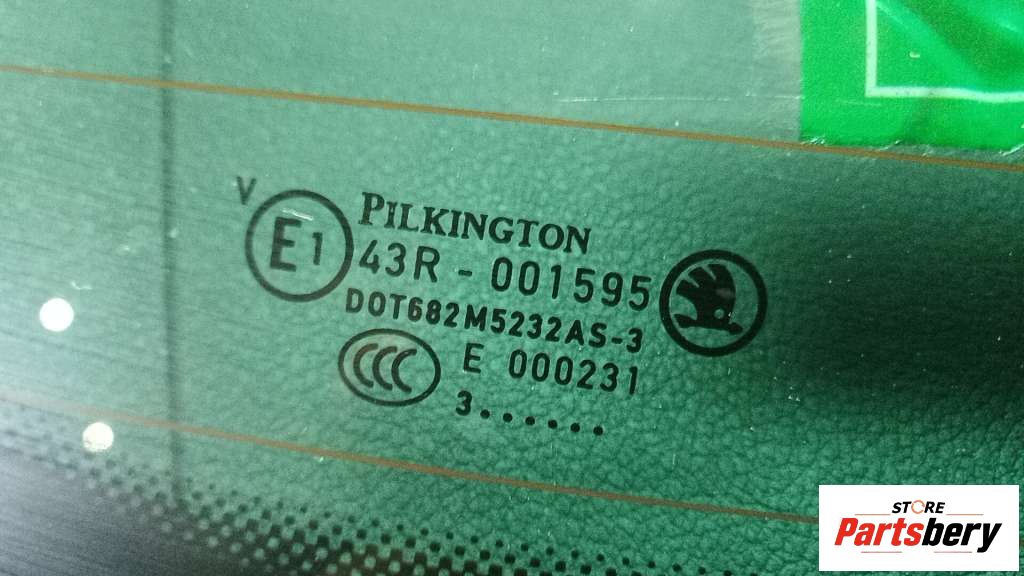 V
PILKINGTON
E1
43R - 001595
DOT682M5232AS-3
CCC
E 000231
3......
STORE
Partsbery